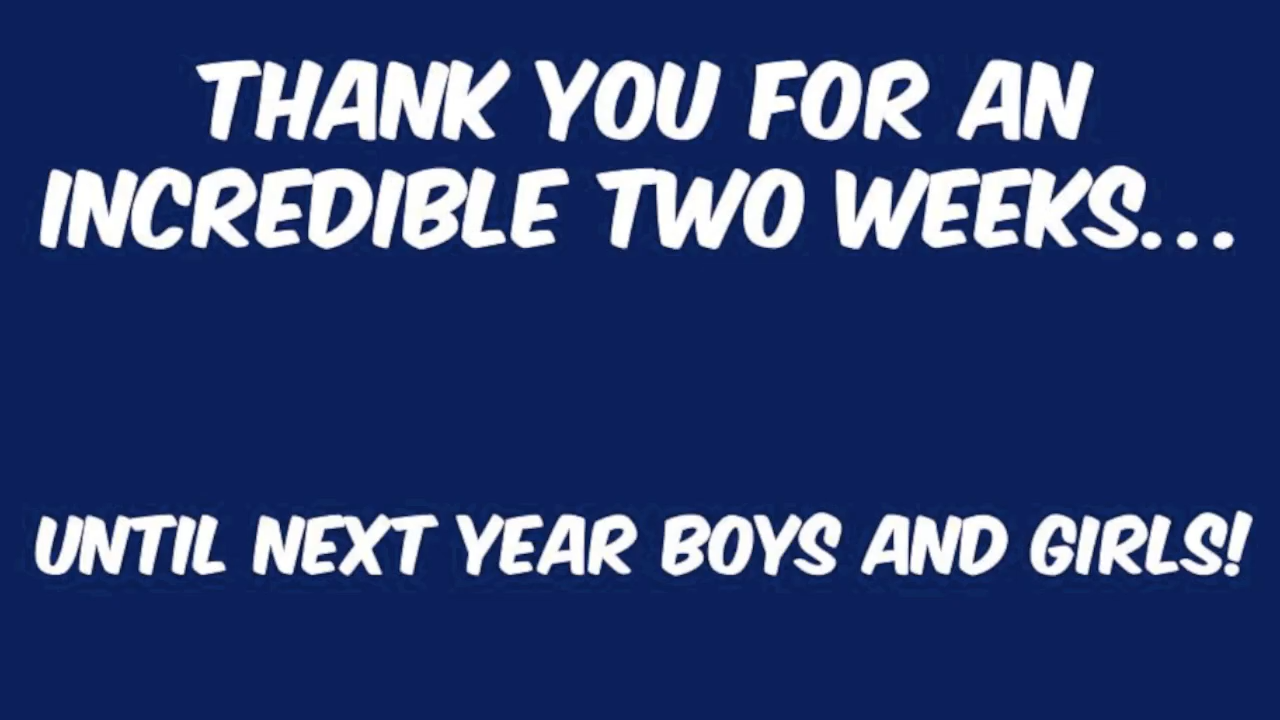 THANK YOU FOR AN
INCREDIBLE TWO WEEKS...
UNTIL NEXT YEAR BOYS AND GIRLS!